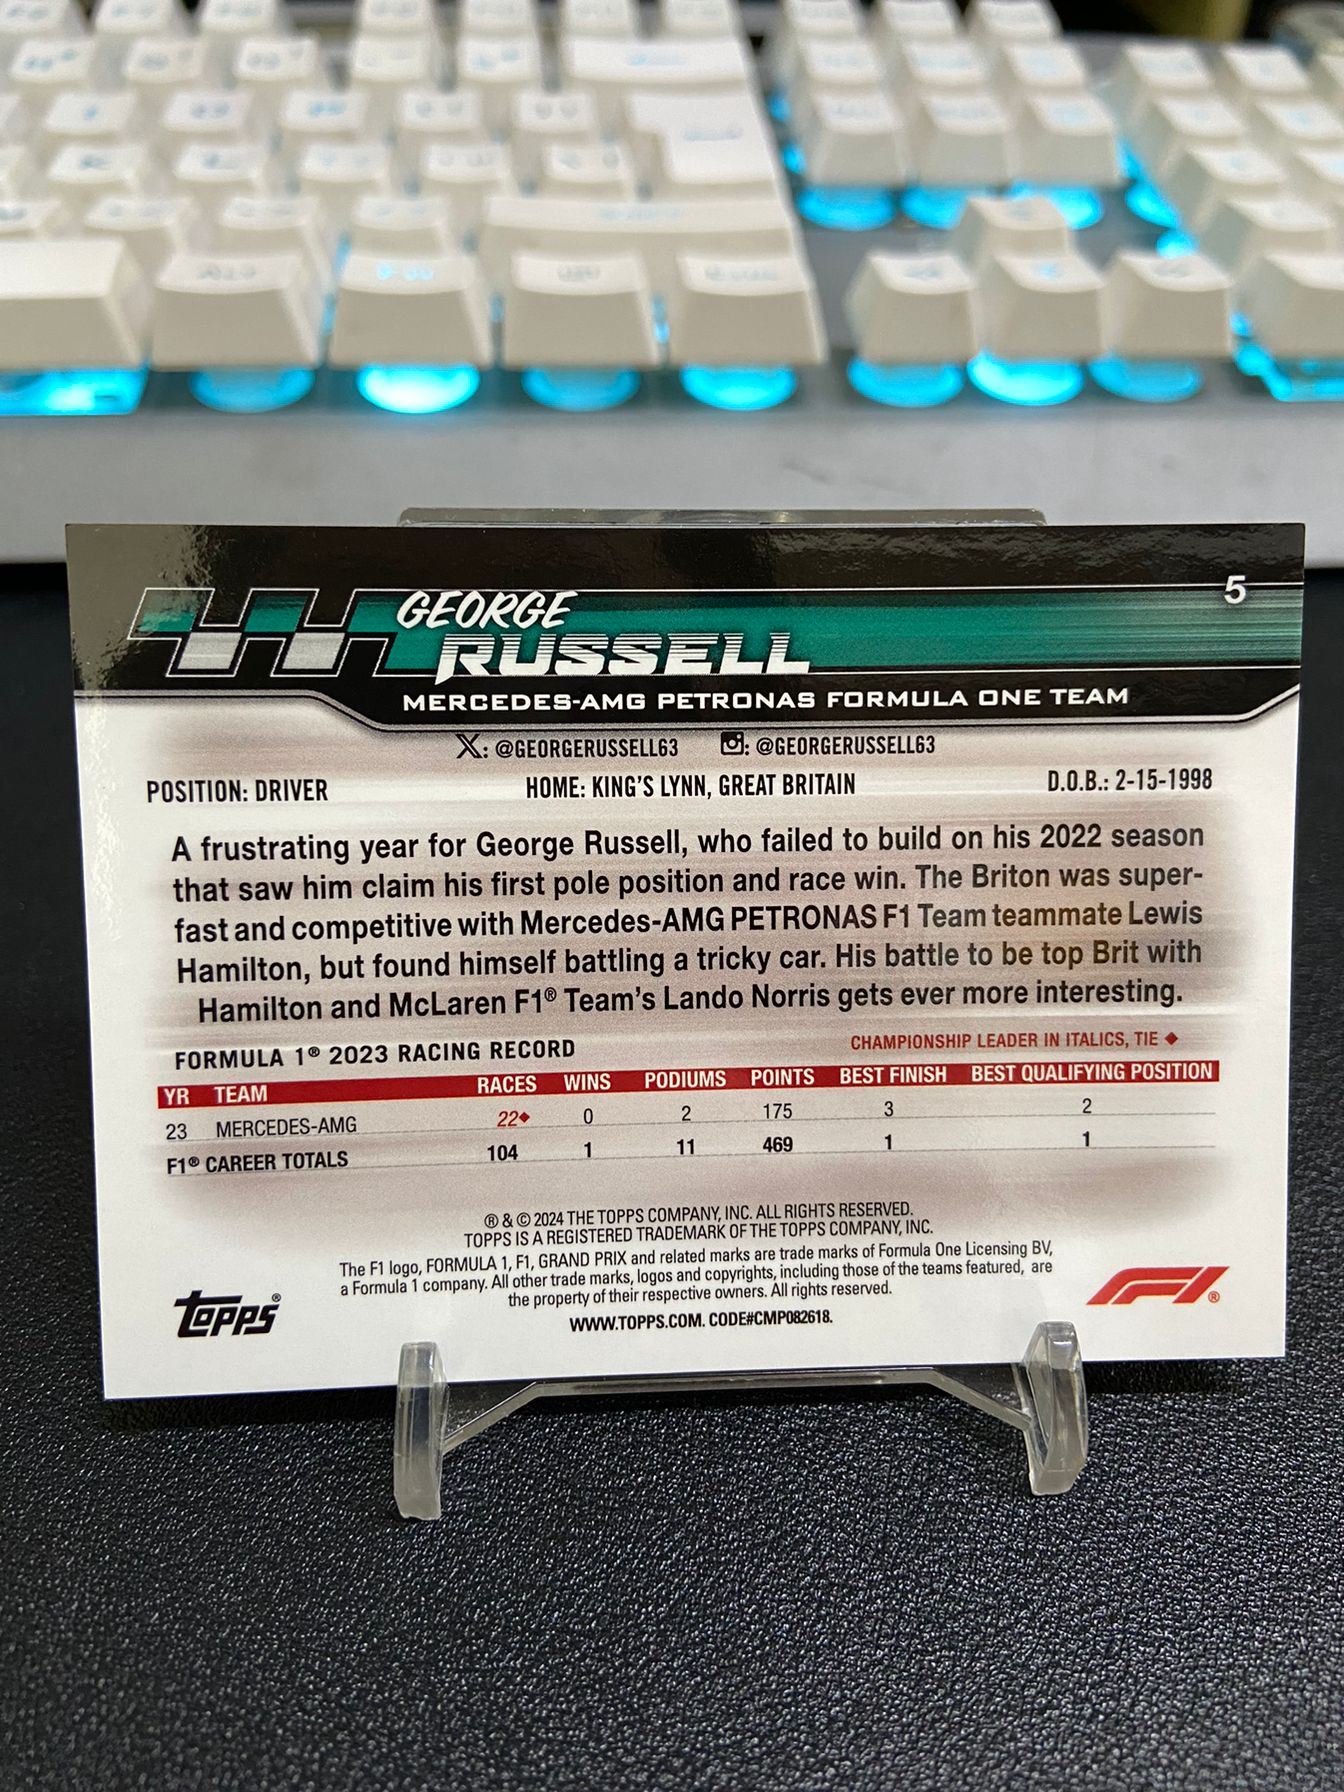 5
GEORGE
RUSSELL
MERCEDES-AMG PETRONAS FORMULA ONE TEAM
X: @GEORGERUSSELL63 : @GEORGERUSSELL63
POSITION: DRIVER HOME: KING'S LYNN, GREAT BRITAIN D.O.B.: 2-15-1998
A frustrating year for George Russell, who failed to build on his 2022 season
that saw him claim his first pole position and race win. The Briton was super-
fast and competitive with Mercedes-AMG PETRONAS F1 Team teammate Lewis
Hamilton, but found himself battling a tricky car. His battle to be top Brit with
Hamilton and McLaren F1® Team's Lando Norris gets ever more interesting.
FORMULA 1® 2023 RACING RECORD CHAMPIONSHIP LEADER IN ITALICS, TIE ◆
YR TEAM RACES WINS PODIUMS POINTS BEST FINISH BEST QUALIFYING POSITION
23 MERCEDES-AMG 22◆ 0 2 175 3 2
F1® CAREER TOTALS 104 1 11 469 1 1
® & © 2024 THE TOPPS COMPANY, INC. ALL RIGHTS RESERVED.
TOPPS IS A REGISTERED TRADEMARK OF THE TOPPS COMPANY, INC.
The F1 logo, FORMULA 1, F1, GRAND PRIX and related marks are trade marks of Formula One Licensing BV,
a Formula 1 company. All other trade marks, logos and copyrights, including those of the teams featured, are
the property of their respective owners. All rights reserved.
WWW.TOPPS.COM. CODE#CMP082618.
TOPPS®
F1®